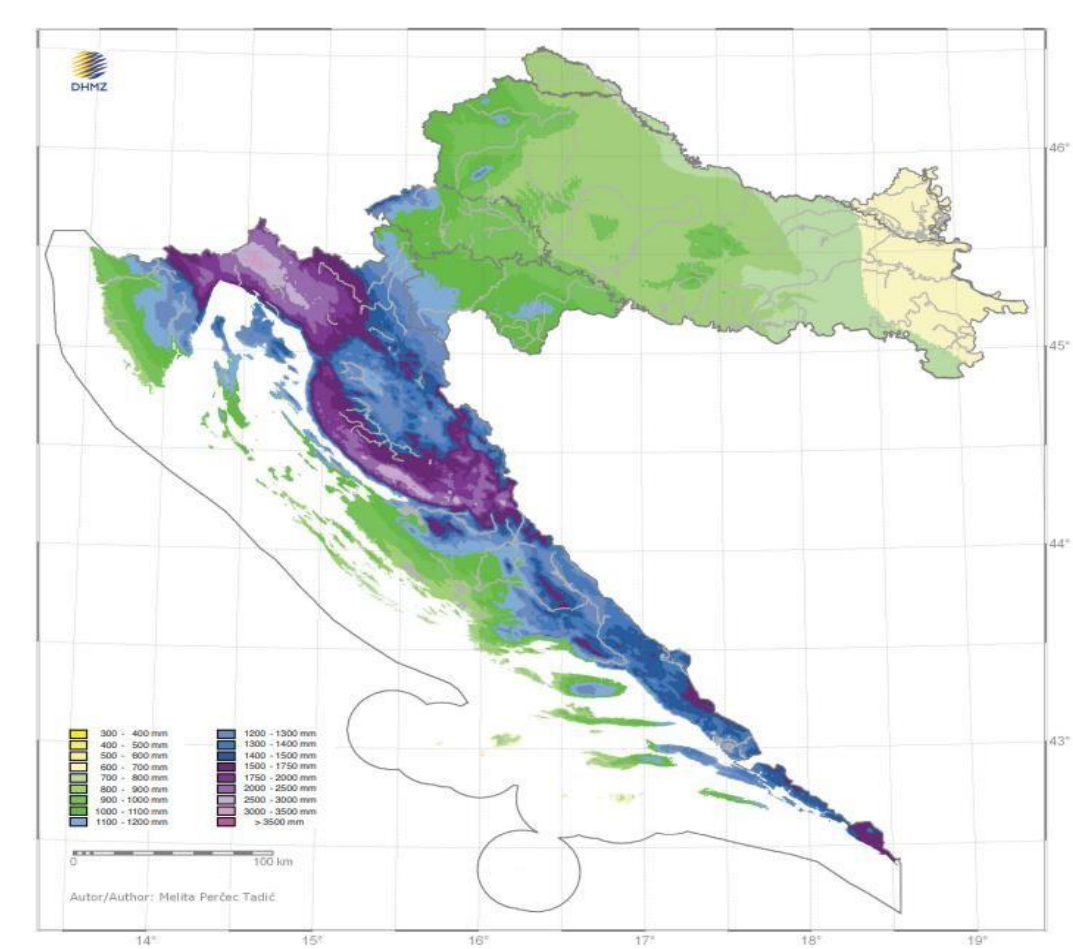 DHMZ
46°
45°
44°
43°
300 - 400 mm
400 - 500 mm
500 - 600 mm
600 - 700 mm
700 - 800 mm
800 - 900 mm
900 - 1000 mm
1000 - 1100 mm
1100 - 1200 mm
1200 - 1300 mm
1300 - 1400 mm
1400 - 1500 mm
1500 - 1750 mm
1750 - 2000 mm
2000 - 2500 mm
2500 - 3000 mm
3000 - 3500 mm
> 3500 mm
0 100 km
Autor/Author: Melita Perčec Tadić
14° 15° 16° 17° 18° 19°